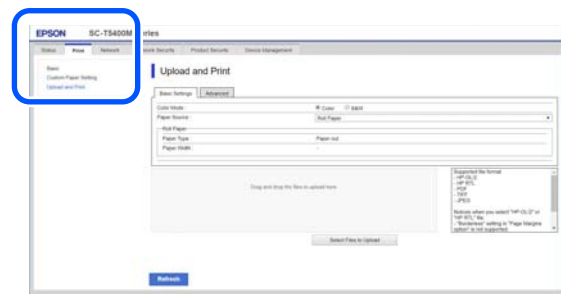 EPSON SC-T5400M Series
Status Print Network Network Security Product Security Device Management
Basic
Custom Paper Setting
Upload and Print
Upload and Print
Basic Settings Advanced
Color Mode : Color B&W
Paper Source : Roll Paper
Roll Paper
Paper Type : Paper out
Paper Width : -
Drag and drop the files to upload here.
Supported file format
- HP-GL/2
- HP RTL
- PDF
- TIFF
- JPEG
Notices when you select "HP-GL/2" or
"HP RTL" file
- "Borderless" setting in "Page Margins
option" is not supported.
Select Files to Upload
Refresh